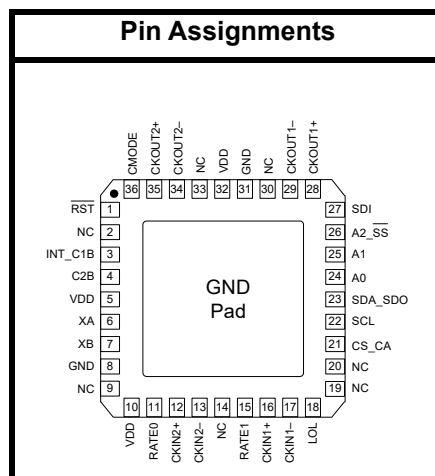 Pin Assignments
CMODE
CKOUT2+
CKOUT2–
NC
VDD
GND
NC
CKOUT1–
CKOUT1+
36 35 34 33 32 31 30 29 28
RST 1
NC 2
INT_C1B 3
C2B 4
VDD 5
XA 6
XB 7
GND 8
NC 9
GND
Pad
27 SDI
26 A2_SS
25 A1
24 A0
23 SDA_SDO
22 SCL
21 CS_CA
20 NC
19 NC
10 11 12 13 14 15 16 17 18
VDD
RATE0
CKIN2+
CKIN2–
NC
RATE1
CKIN1+
CKIN1–
LOL